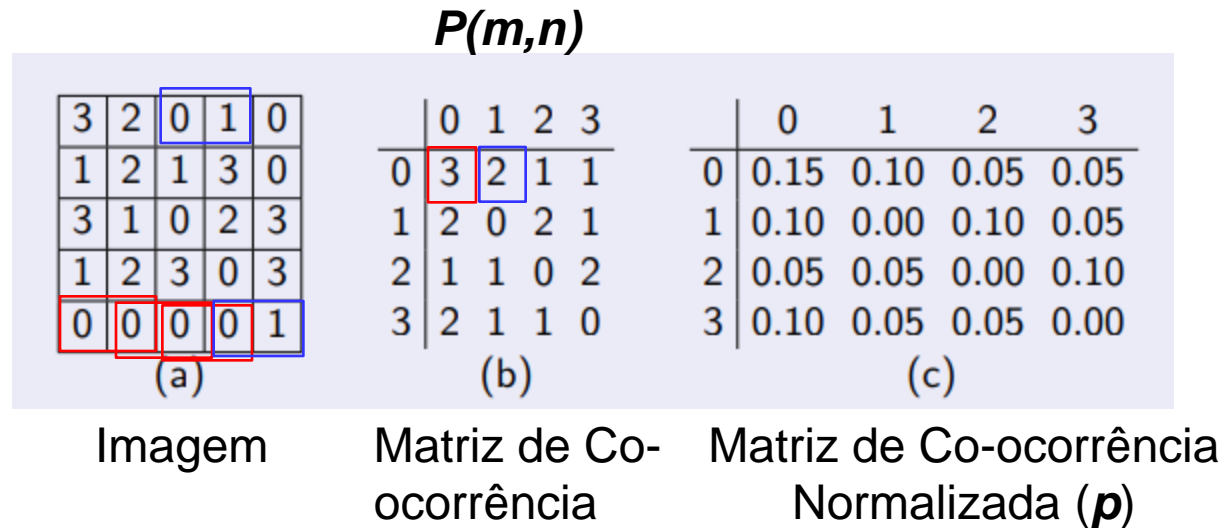 P(m,n)
3 2 0 1 0
1 2 1 3 0
3 1 0 2 3
1 2 3 0 3
0 0 0 0 1
(a)
0 1 2 3
0 3 2 1 1
1 2 0 2 1
2 1 1 0 2
3 2 1 1 0
(b)
0 1 2 3
0 0.15 0.10 0.05 0.05
1 0.10 0.00 0.10 0.05
2 0.05 0.05 0.00 0.10
3 0.10 0.05 0.05 0.00
(c)
Imagem
Matriz de Co-
ocorrência
Matriz de Co-ocorrência
Normalizada (p)